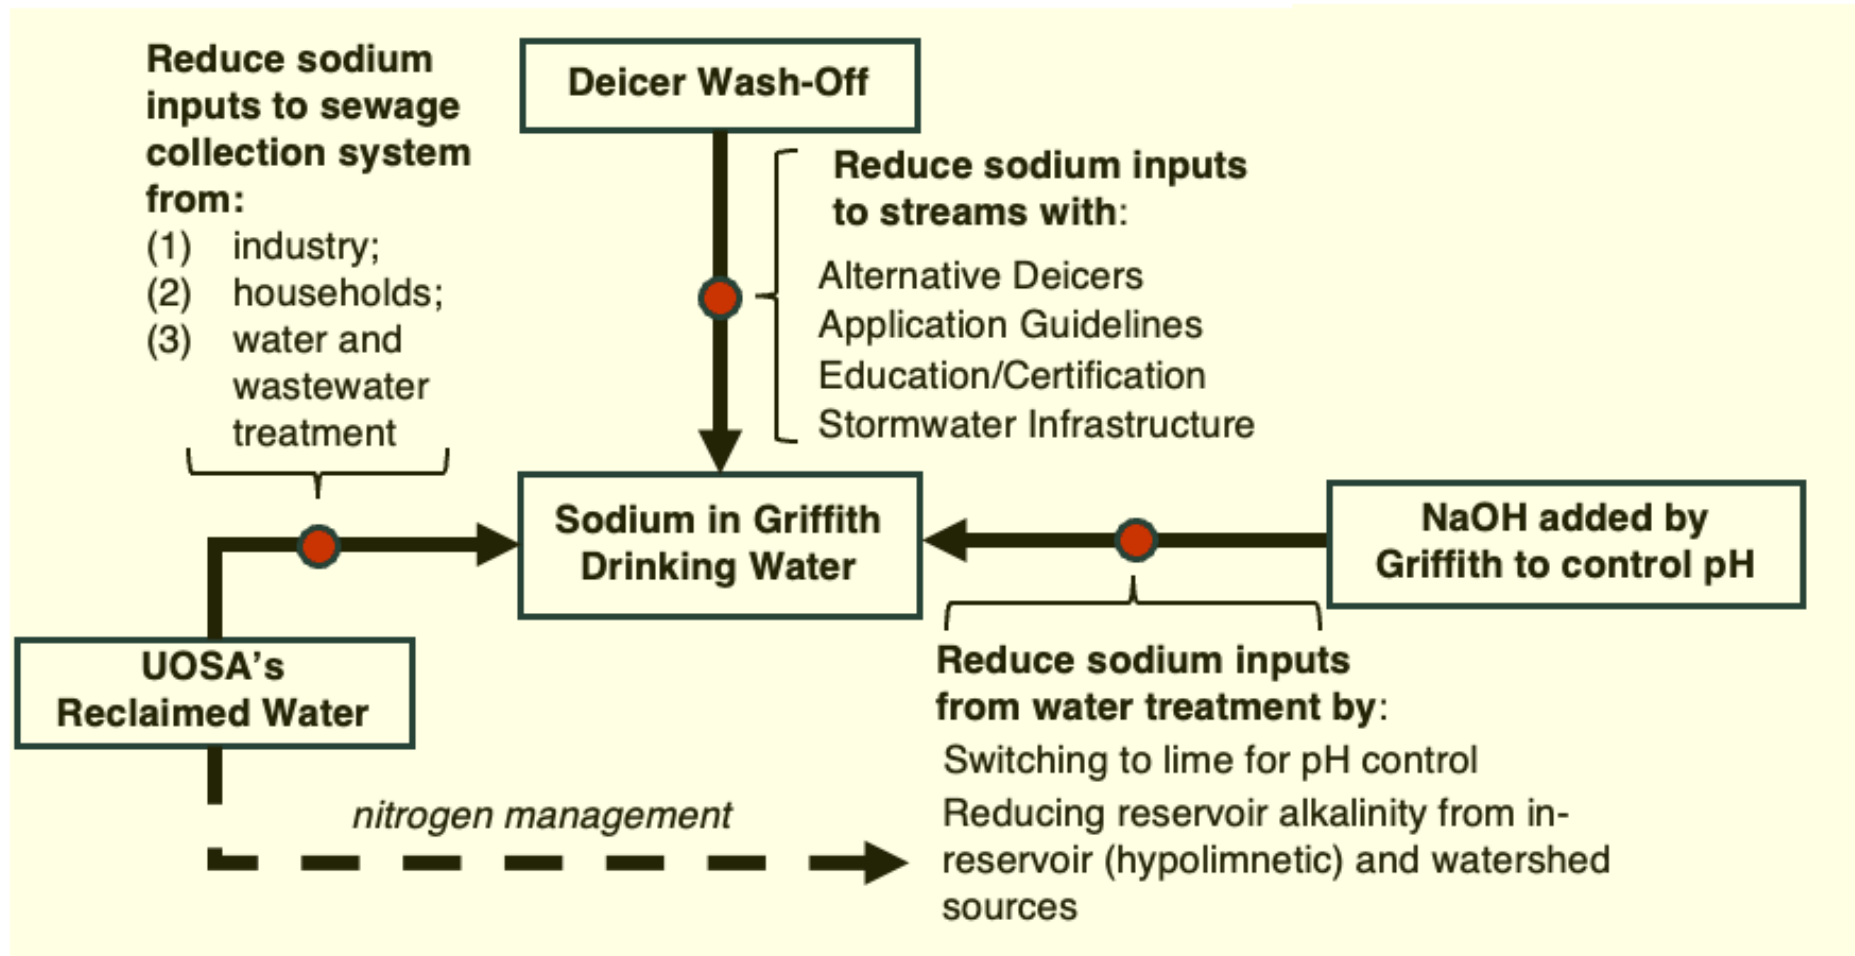 Reduce sodium
inputs to sewage
collection system
from:
(1) industry;
(2) households;
(3) water and
wastewater
treatment
Deicer Wash-Off
Reduce sodium inputs
to streams with:
Alternative Deicers
Application Guidelines
Education/Certification
Stormwater Infrastructure
Sodium in Griffith
Drinking Water
NaOH added by
Griffith to control pH
UOSA's
Reclaimed Water
nitrogen management
Reduce sodium inputs
from water treatment by:
Switching to lime for pH control
Reducing reservoir alkalinity from in-
reservoir (hypolimnetic) and watershed
sources